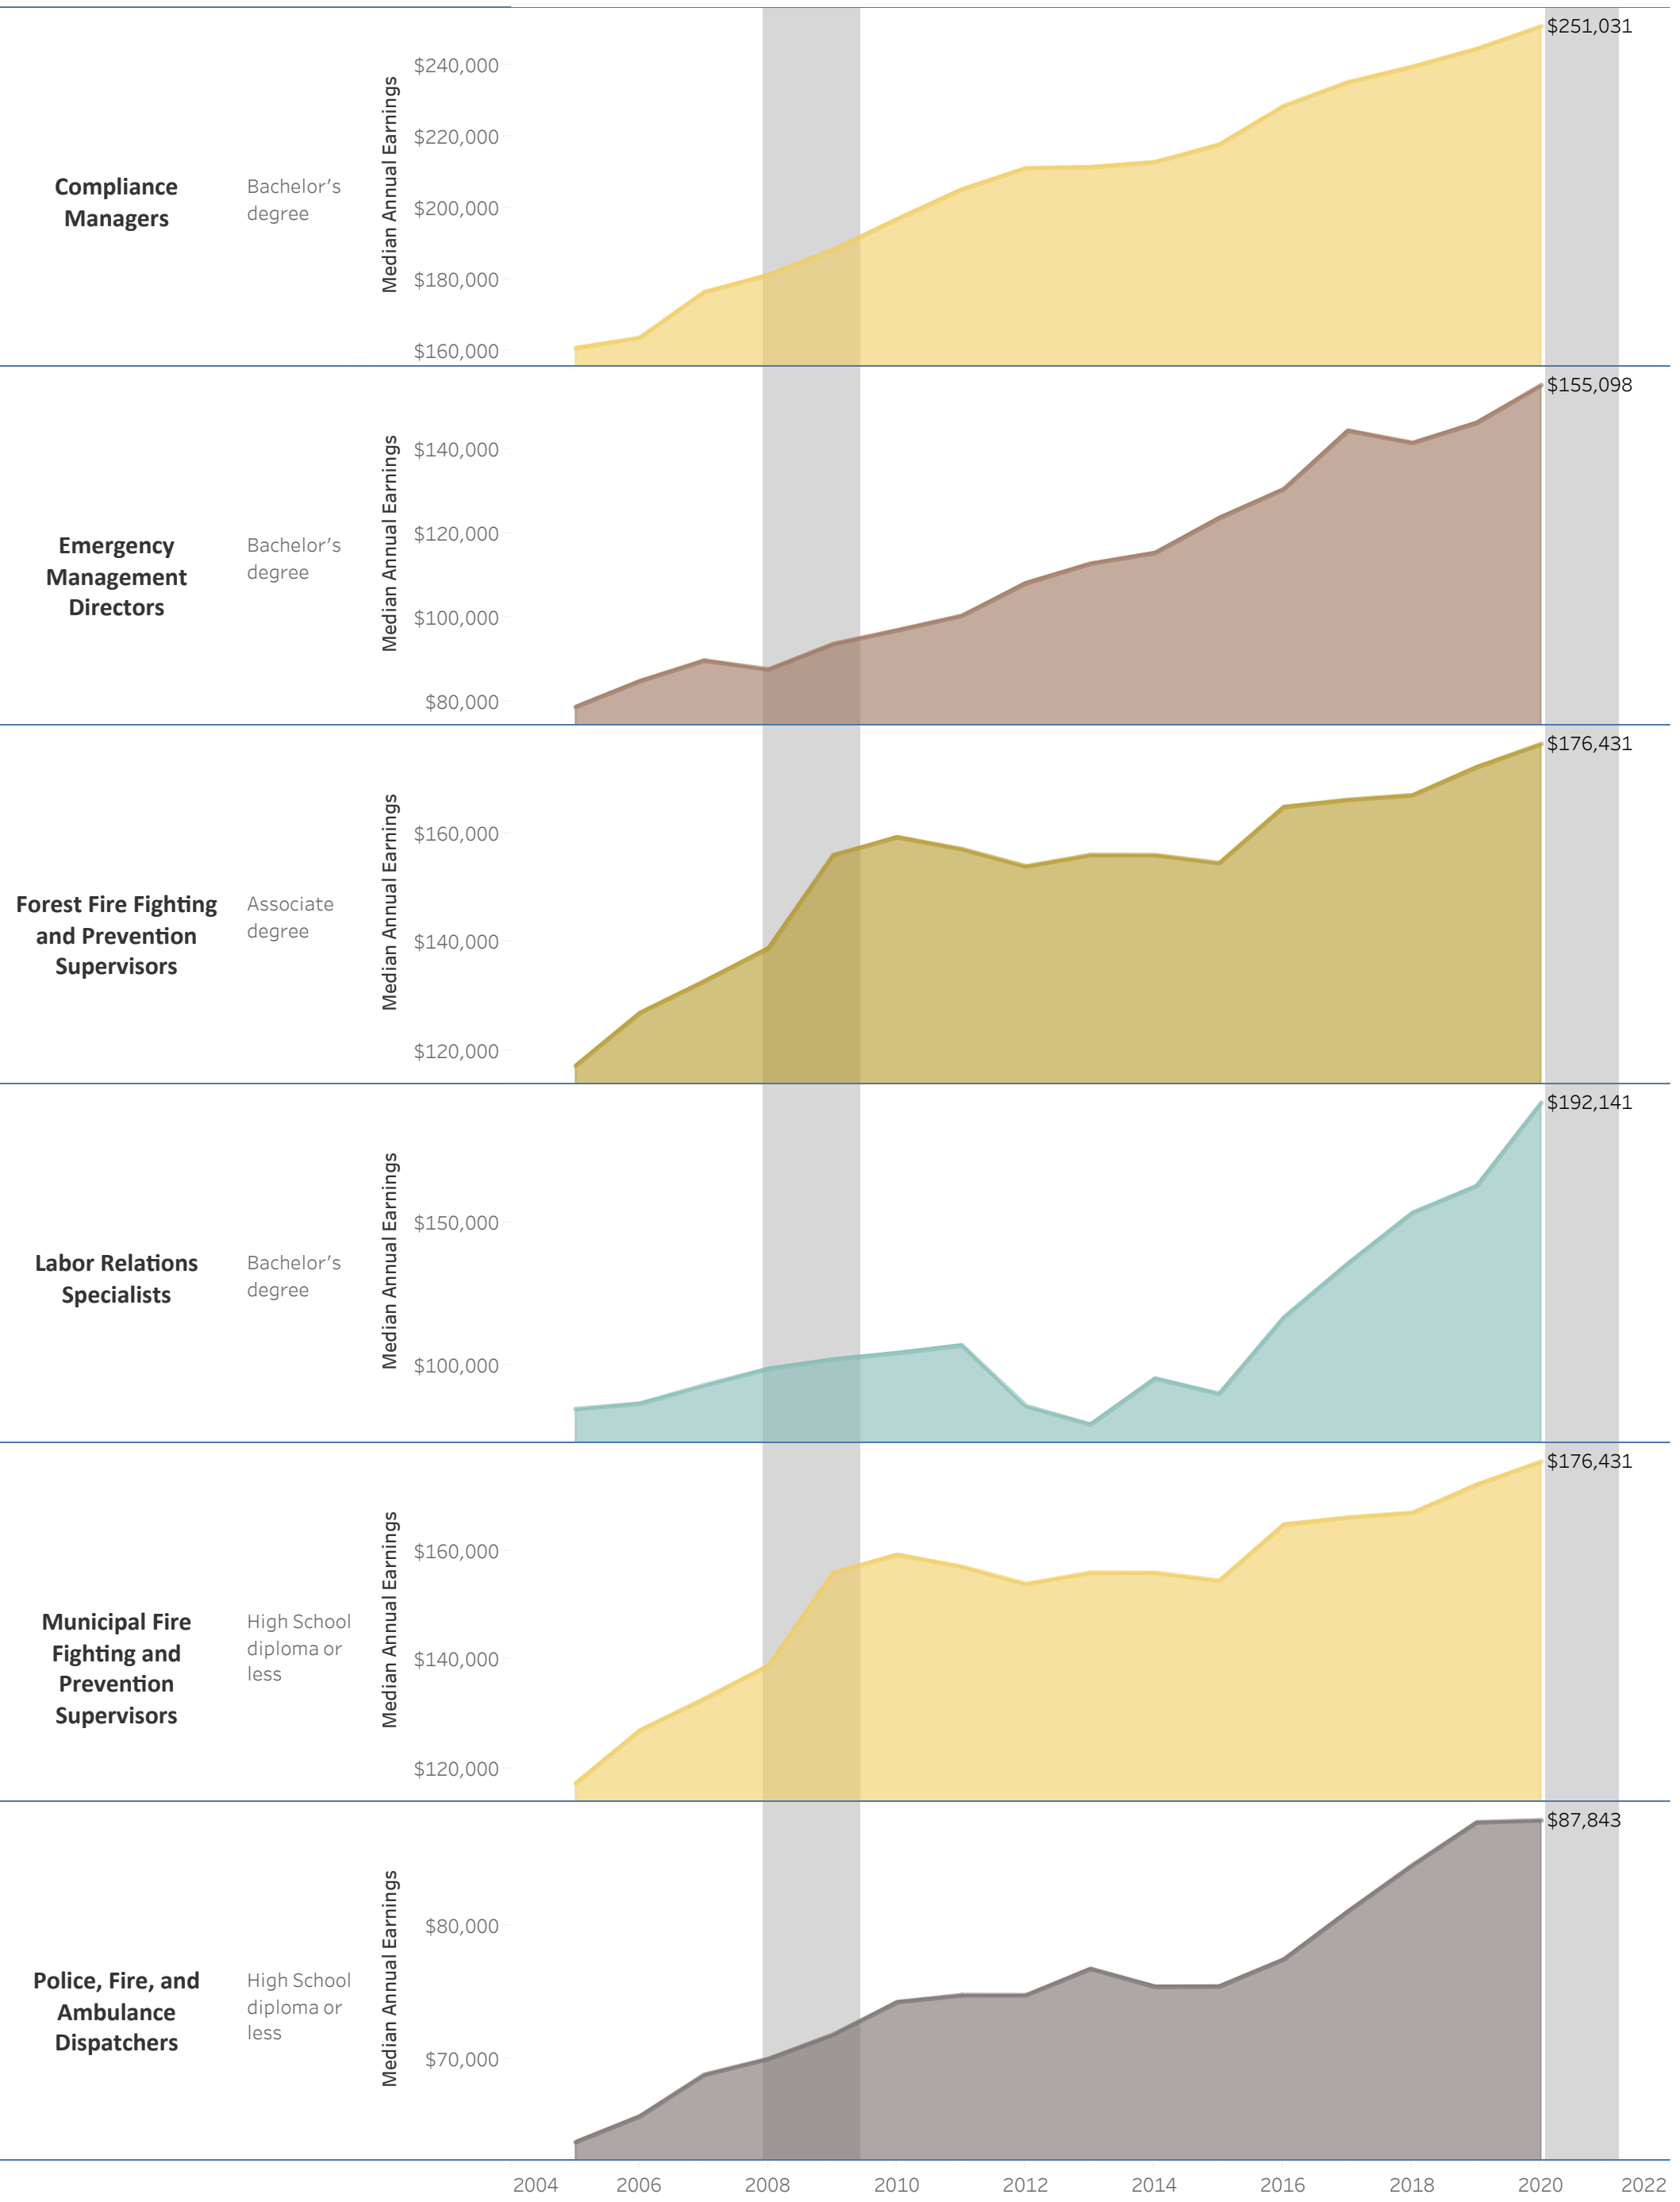 Compliance
Managers
Bachelor's
degree
Median Annual Earnings
$240,000
$220,000
$200,000
$180,000
$160,000
$251,031
Emergency
Management
Directors
Bachelor's
degree
Median Annual Earnings
$140,000
$120,000
$100,000
$80,000
$155,098
Forest Fire Fighting
and Prevention
Supervisors
Associate
degree
Median Annual Earnings
$160,000
$140,000
$120,000
$176,431
Labor Relations
Specialists
Bachelor's
degree
Median Annual Earnings
$150,000
$100,000
$192,141
Municipal Fire
Fighting and
Prevention
Supervisors
High School
diploma or
less
Median Annual Earnings
$160,000
$140,000
$120,000
$176,431
Police, Fire, and
Ambulance
Dispatchers
High School
diploma or
less
Median Annual Earnings
$80,000
$70,000
$87,843
2004 2006 2008 2010 2012 2014 2016 2018 2020 2022